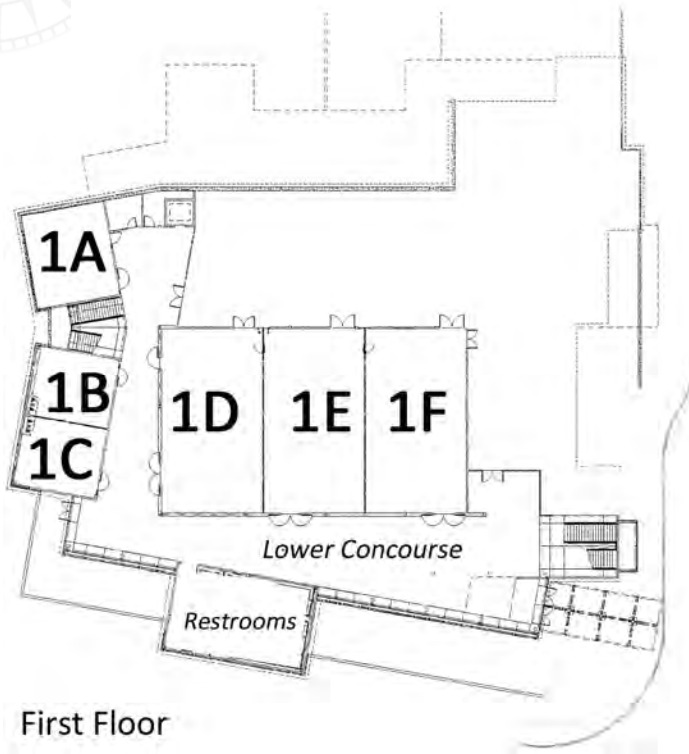 1A
1B
1C
1D 1E 1F
Lower Concourse
Restrooms
First Floor